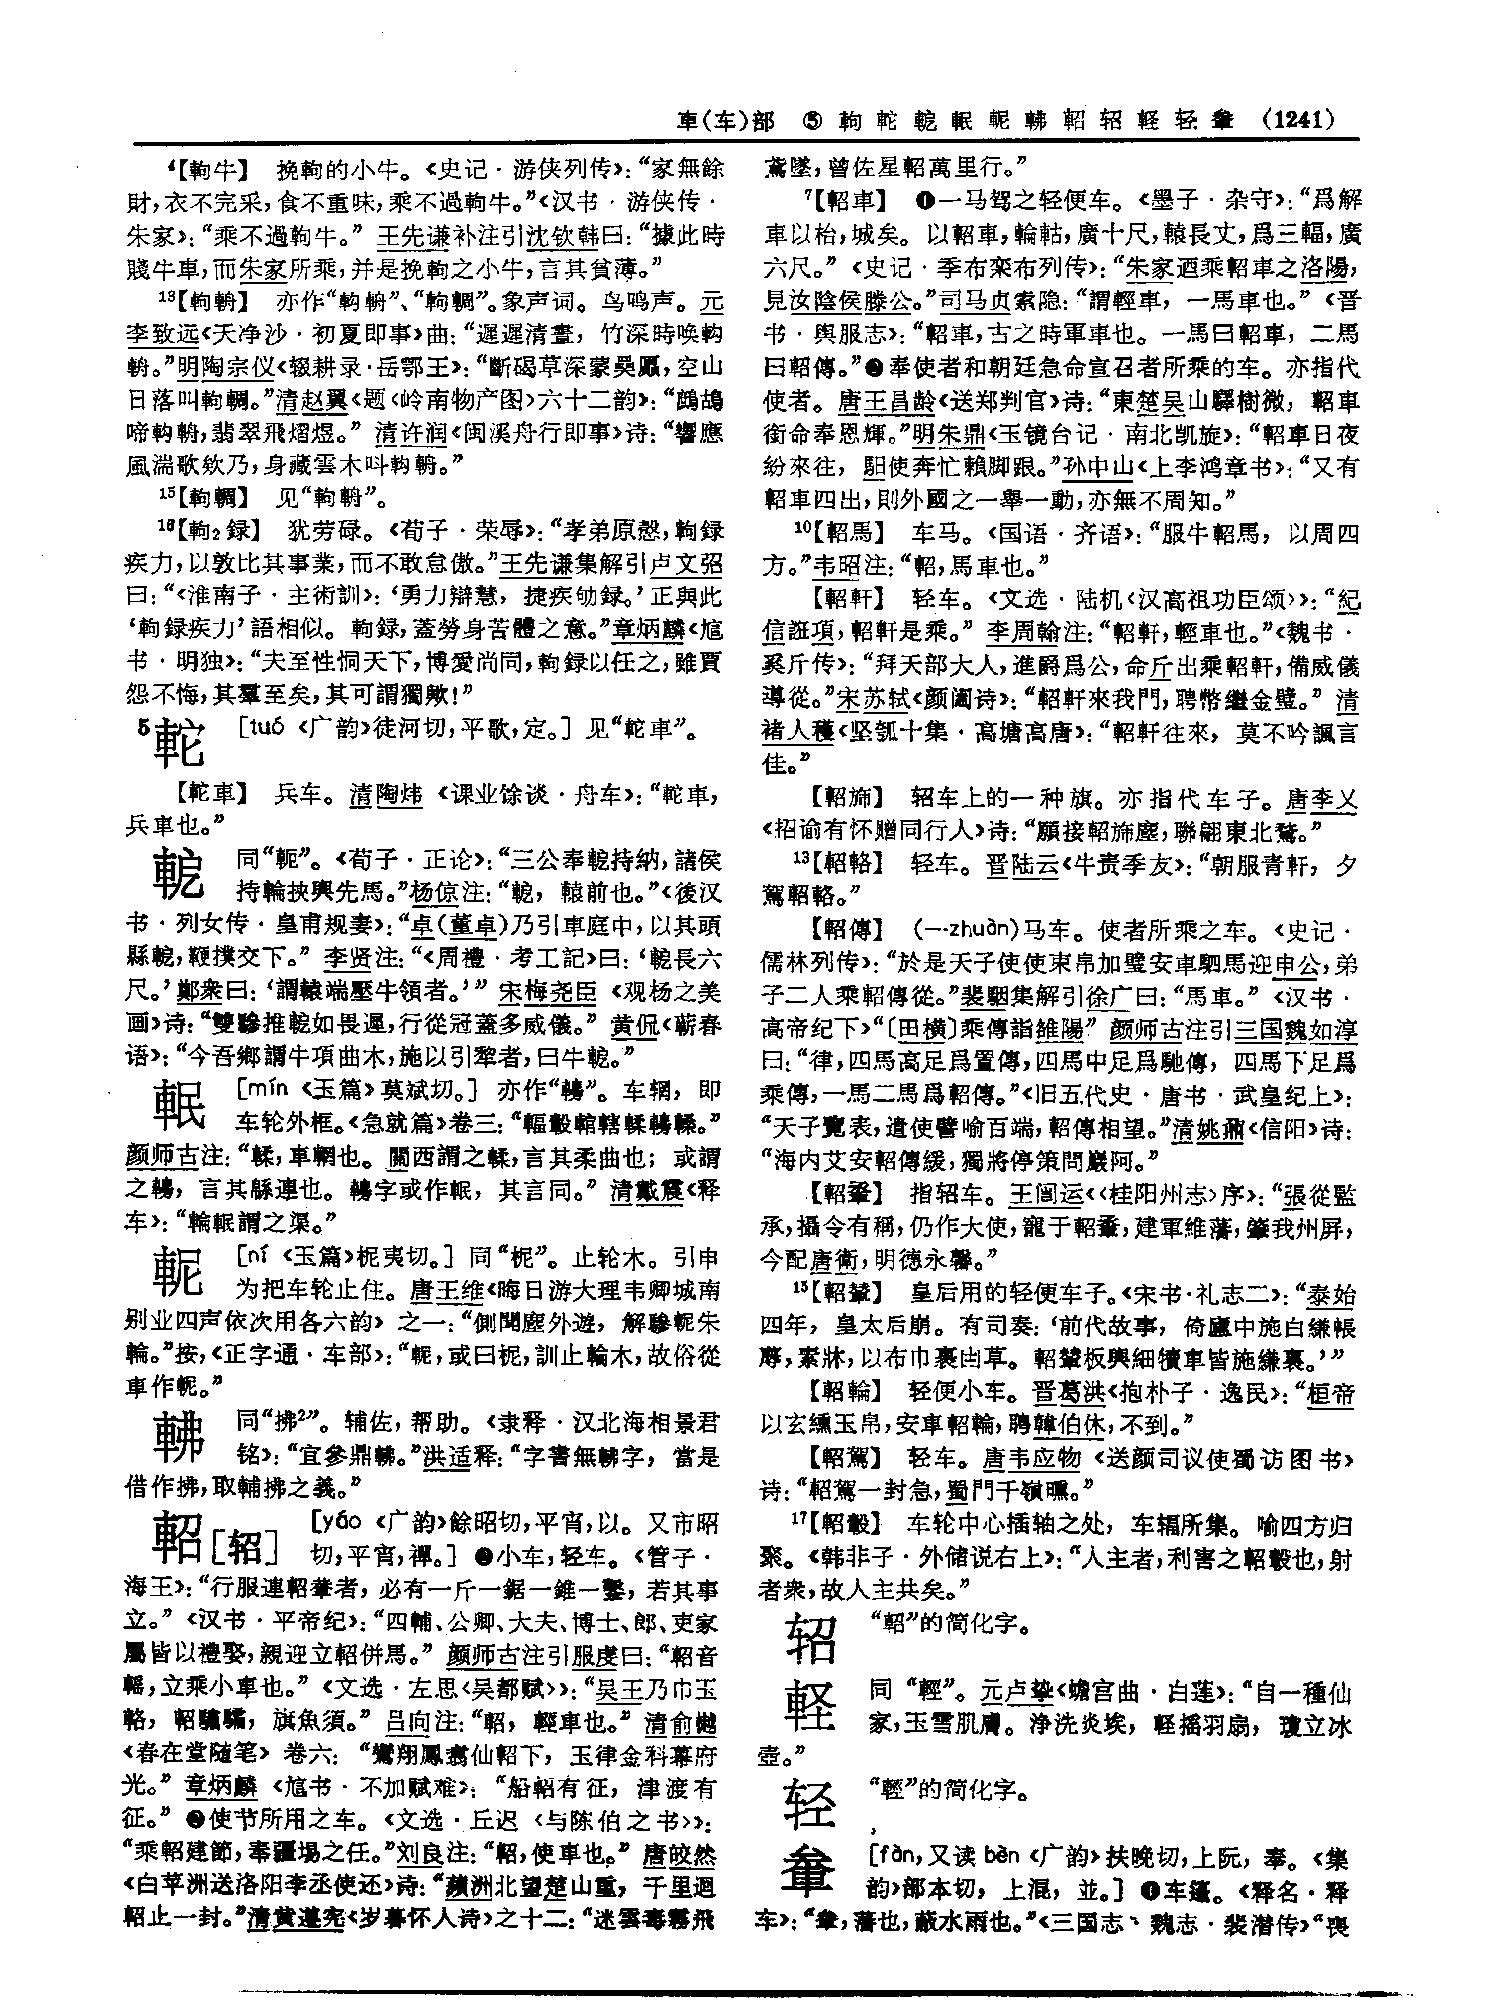 車(车)部 ⑤ 軥 𨊾 軶 䡑 軛 軷 軺 轺 軽 轻 軬 (1241)
⁴【軥牛】 挽軥的小牛。《史记·游侠列传》：“家無餘
財，衣不完采，食不重味，乘不過軥牛。”《汉书·游侠传·
朱家》：“乘不過軥牛。” 王先谦补注引沈钦韩曰：“據此時
賤牛車，而朱家所乘，并是挽軥之小牛，言其貧薄。”
¹³【軥輈】 亦作“鈎輈”、“軥輖”。象声词。鸟鸣声。元
李致远《天净沙·初夏即事》曲：“遲遲清晝，竹深時唤鈎
輈。”明陶宗仪《辍耕录·岳鄂王》：“斷碣草深蒙吳鳳，空山
日落叫軥輖。”清赵翼《题〈岭南物产图〉六十二韵》：“鷓鴣
啼鈎輈，翡翠飛熠煜。” 清许润《闽溪舟行即事》诗：“響應
風湍歌欸乃，身藏雲木叫鈎輈。”
¹⁵【軥輖】 见“軥輈”。
¹⁶【軥₂録】 犹劳碌。《荀子·荣辱》：“孝弟原愨，軥録
疾力，以敦比其事業，而不敢怠傲。”王先谦集解引卢文弨
曰：“《淮南子·主術訓》：‘勇力辯慧，捷疾劬録。’正與此
‘軥録疾力’語相似。軥録，蓋勞身苦體之意。”章炳麟《訄
书·明独》：“夫至性恫天下，博愛尚同，軥録以任之，雖賈
怨不悔，其羣至矣，其可謂獨歟！”
5 [tuó 《广韵》徒河切，平歌，定。] 见“車”。
【車】 兵车。清陶炜《课业馀谈·舟车》：“車，
兵車也。”
軶 同“軛”。《荀子·正论》：“三公奉軶持納，諸侯
持輪挾輿先馬。”杨倞注：“軶，轅前也。”《後汉
书·列女传·皇甫规妻》：“卓(董卓)乃引車庭中，以其頭
縣軶，鞭撲交下。” 李贤注：“《周禮·考工記》曰：‘軶長六
尺。’鄭衆曰：‘謂轅端壓牛領者。’” 宋梅尧臣《观杨之美
画》诗：“雙驂推軶如畏遲，行從冠蓋多威儀。” 黄侃《蕲春
语》：“今吾鄉謂牛項曲木，施以引犂者，曰牛軶。”
[mín 《玉篇》莫斌切。] 亦作“”。车辋，即
车轮外框。《急就篇》卷三：“輻轂輨轄輮轑。”
颜师古注：“輮，車輞也。關西謂之輮，言其柔曲也；或謂
之，言其緜連也。字或作，其言同。” 清戴震《释
车》：“輪謂之渠。”
[ní 《玉篇》柅夷切。] 同“柅”。止轮木。引申
为把车轮止住。唐王维《晦日游大理韦卿城南
别业四声依次用各六韵》之一：“側聞塵外遊，解驂朱
輪。”按，《正字通·车部》：“，或曰柅，訓止輪木，故俗從
車作。”
同“拂²”。辅佐，帮助。《隶释·汉北海相景君
铭》：“宜參鼎。”洪适释：“字書無字，當是
借作拂，取輔拂之義。”
軺[轺] [yáo 《广韵》餘昭切，平宵，以。又市昭
切，平宵，禪。] ❶小车，轻车。《管子·
海王》：“行服連軺輂者，必有一斤一鋸一錐一鑿，若其事
立。” 《汉书·平帝纪》：“四輔、公卿、大夫、博士、郎、吏家
屬皆以禮娶，親迎立軺併馬。” 颜师古注引服虔曰：“軺音
軺，立乘小車也。”《文选·左思〈吴都赋〉》：“吴王乃巾玉
輅，軺驌驦，旗魚須。” 吕向注：“軺，輕車也。” 清俞樾
《春在堂随笔》卷六：“鸞翔鳳翥仙軺下，玉律金科幕府
光。” 章炳麟《訄书·不加赋难》：“船軺有征，津渡有
征。” ❷使节所用之车。《文选·丘迟〈与陈伯之书〉》：
“乘軺建節，奉疆埸之任。”刘良注：“軺，使車也。” 唐皎然
《白苹洲送洛阳李丞使还》诗：“蘋洲北望楚山重，千里迴
軺止一封。”清黄遵宪《岁暮怀人诗》之十二：“迷雲毒霧飛
鳶墜，曾佐星軺萬里行。”
⁷【軺車】 ❶一马驾之轻便车。《墨子·杂守》：“爲解
車以枱，城矣。以軺車，輪軲，廣十尺，轅長丈，爲三輻，廣
六尺。” 《史记·季布栾布列传》：“朱家迺乘軺車之洛陽，
見汝陰侯滕公。”司马贞索隐：“謂輕車，一馬車也。” 《晋
书·舆服志》：“軺車，古之時軍車也。一馬曰軺車，二馬
曰軺傳。”❷奉使者和朝廷急命宣召者所乘的车。亦指代
使者。唐王昌龄《送郑判官》诗：“東楚吴山驛樹微，軺車
銜命奉恩輝。”明朱鼎《玉镜台记·南北凯旋》：“軺車日夜
紛來往，馹使奔忙賴脚跟。”孙中山《上李鸿章书》：“又有
軺車四出，則外國之一舉一動，亦無不周知。”
¹⁰【軺馬】 车马。《国语·齐语》：“服牛軺馬，以周四
方。”韦昭注：“軺，馬車也。”
【軺軒】 轻车。《文选·陆机〈汉高祖功臣颂〉》：“紀
信誑項，軺軒是乘。” 李周翰注：“軺軒，輕車也。”《魏书·
奚斤传》：“拜天部大人，進爵爲公，命斤出乘軺軒，備威儀
導從。”宋苏轼《颜阖诗》：“軺軒來我門，聘幣繼金璧。” 清
褚人穫《坚瓠十集·高塘高唐》：“軺軒往來，莫不吟諷言
佳。”
【軺斾】 轺车上的一种旗。亦指代车子。唐李乂
《招谕有怀赠同行人》诗：“願接軺斾塵，聯翩東北騖。”
¹³【軺輅】 轻车。晋陆云《牛责季友》：“朝服青軒，夕
駕軺輅。”
【軺傳】 (—zhuàn)马车。使者所乘之车。《史记·
儒林列传》：“於是天子使使束帛加璧安車駟馬迎申公，弟
子二人乘軺傳從。”裴駰集解引徐广曰：“馬車。” 《汉书·
高帝纪下》“〔田横〕乘傳詣雒陽” 颜师古注引三国魏如淳
曰：“律，四馬高足爲置傳，四馬中足爲馳傳，四馬下足爲
乘傳，一馬二馬爲軺傳。”《旧五代史·唐书·武皇纪上》：
“天子覽表，遣使譬喻百端，軺傳相望。”清姚鼐《信阳》诗：
“海内艾安軺傳緩，獨將停策問巖阿。”
【軺軬】 指轺车。王闿运《〈桂阳州志〉序》：“張從監
承，攝令有稱，仍作大使，寵于軺軬，建軍維藩，肇我州屏，
今配唐衛，明德永馨。”
¹⁵【軺輦】 皇后用的轻便车子。《宋书·礼志二》：“泰始
四年，皇太后崩。有司奏：‘前代故事，倚廬中施白縑帳
蓐，素牀，以布巾裹凷草。軺輦板輿細犢車皆施縑裹。’”
【軺輪】 轻便小车。晋葛洪《抱朴子·逸民》：“桓帝
以玄纁玉帛，安車軺輪，聘韓伯休，不到。”
【軺駕】 轻车。唐韦应物《送颜司议使蜀访图书》
诗：“軺駕一封急，蜀門千嶺曛。”
¹⁷【軺轂】 车轮中心插轴之处，车辐所集。喻四方归
聚。《韩非子·外储说右上》：“人主者，利害之軺轂也，射
者衆，故人主共矣。”
轺 “軺”的简化字。
軽 同“輕”。元卢挚《蟾宫曲·白莲》：“自一種仙
家，玉雪肌膚。净洗炎埃，軽摇羽扇，瓊立冰
壺。”
轻 “輕”的简化字。
軬 [fàn，又读bèn《广韵》扶晚切，上阮，奉。《集
韵》部本切，上混，並。] ❶车篷。《释名·释
车》：“軬，藩也，蔽水雨也。”《三国志·魏志·裴潜传》“喪